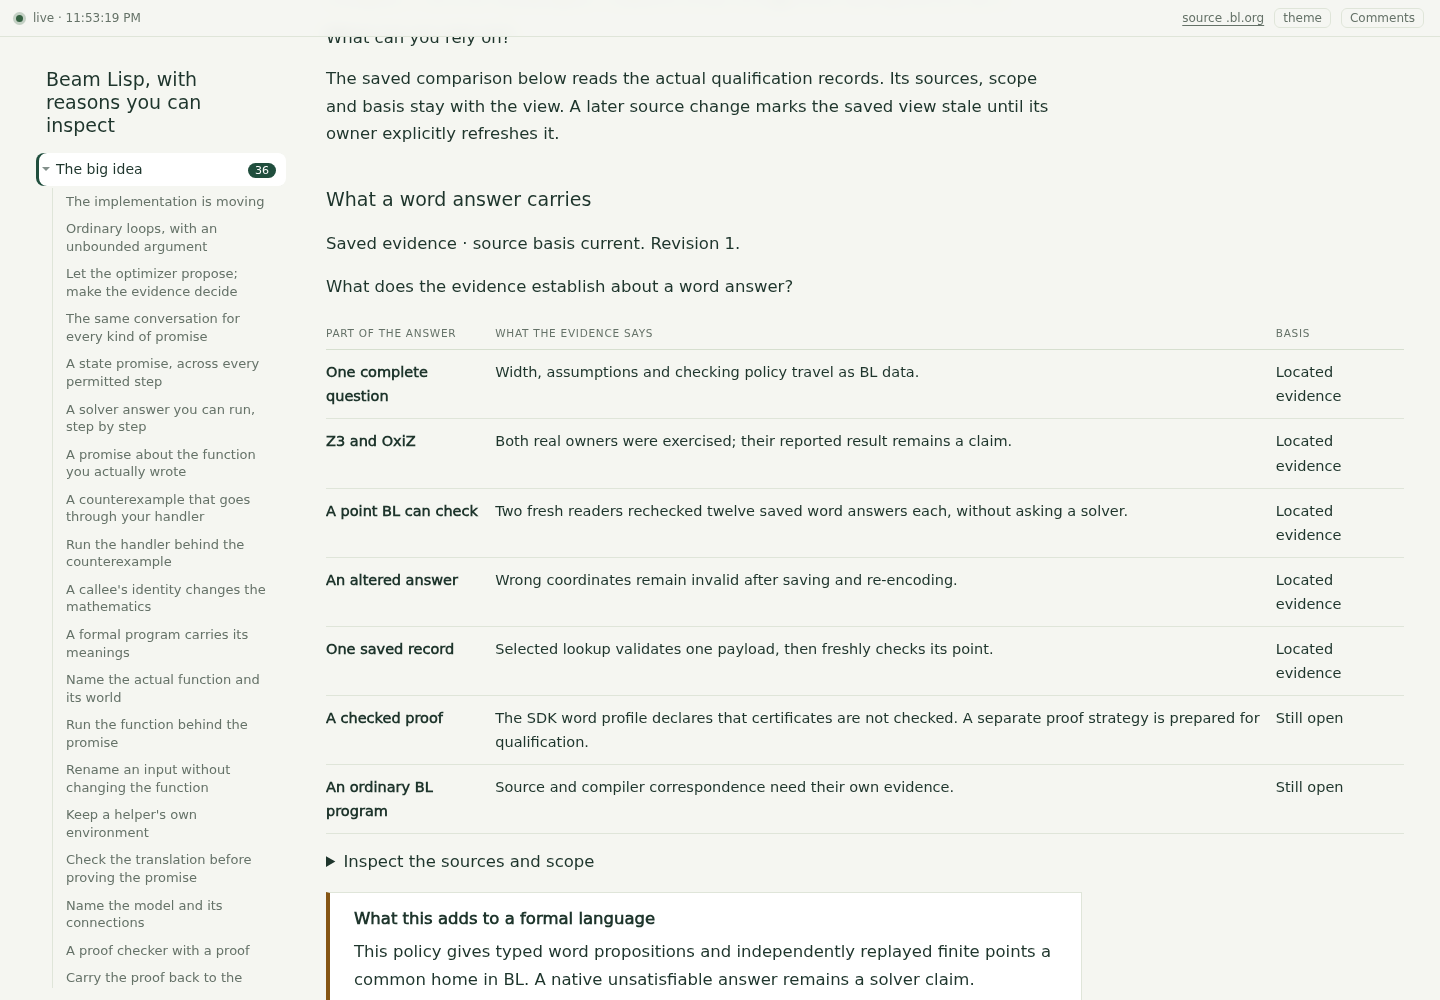 live · 11:53:19 PM
source .bl.org
theme
Comments
Beam Lisp, with
reasons you can
inspect
The big idea
36
The implementation is moving
Ordinary loops, with an
unbounded argument
Let the optimizer propose;
make the evidence decide
The same conversation for
every kind of promise
A state promise, across every
permitted step
A solver answer you can run,
step by step
A promise about the function
you actually wrote
A counterexample that goes
through your handler
Run the handler behind the
counterexample
A callee's identity changes the
mathematics
A formal program carries its
meanings
Name the actual function and
its world
Run the function behind the
promise
Rename an input without
changing the function
Keep a helper's own
environment
Check the translation before
proving the promise
Name the model and its
connections
A proof checker with a proof
Carry the proof back to the
What can you rely on?
The saved comparison below reads the actual qualification records. Its sources, scope
and basis stay with the view. A later source change marks the saved view stale until its
owner explicitly refreshes it.
What a word answer carries
Saved evidence · source basis current. Revision 1.
What does the evidence establish about a word answer?
PART OF THE ANSWER WHAT THE EVIDENCE SAYS BASIS
One complete Width, assumptions and checking policy travel as BL data. Located
question evidence
Z3 and OxiZ Both real owners were exercised; their reported result remains a claim. Located
evidence
A point BL can check Two fresh readers rechecked twelve saved word answers each, without asking a solver. Located
evidence
An altered answer Wrong coordinates remain invalid after saving and re-encoding. Located
evidence
One saved record Selected lookup validates one payload, then freshly checks its point. Located
evidence
A checked proof The SDK word profile declares that certificates are not checked. A separate proof strategy is prepared for Still open
qualification.
An ordinary BL Source and compiler correspondence need their own evidence. Still open
program
Inspect the sources and scope
What this adds to a formal language
This policy gives typed word propositions and independently replayed finite points a
common home in BL. A native unsatisfiable answer remains a solver claim.